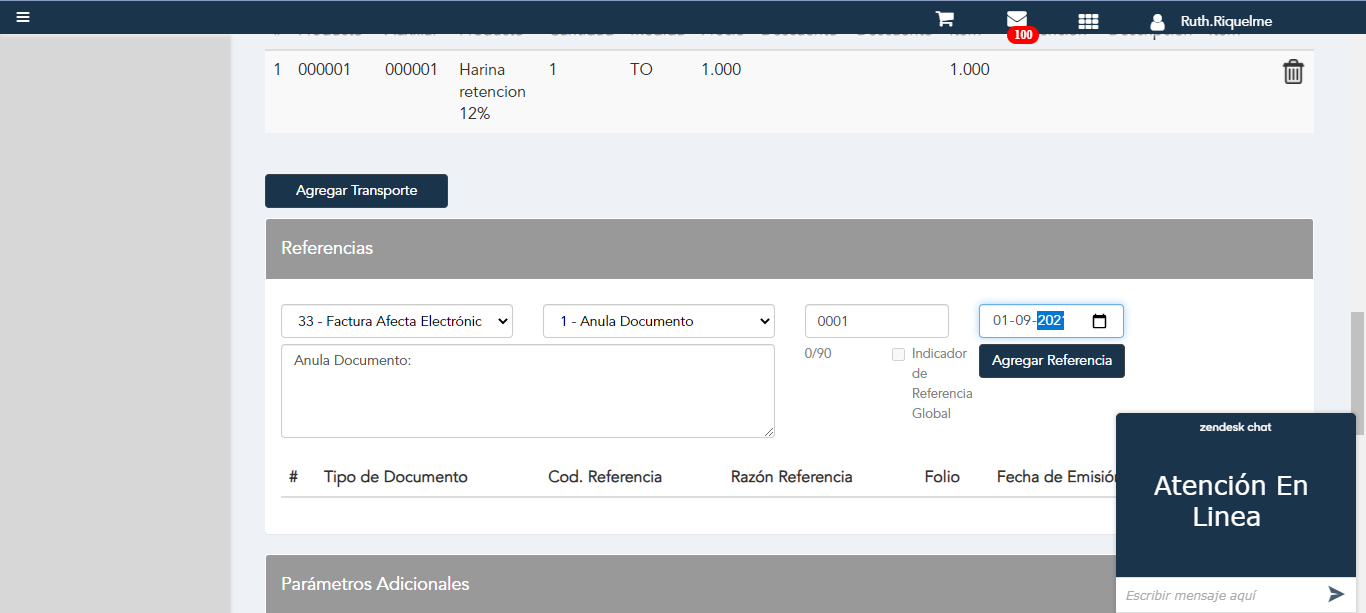 Ruth.Riquelme
100
1 000001 000001 Harina retencion 12% 1 TO 1.000 1.000
Agregar Transporte
Referencias
33 - Factura Afecta Electrónic
1 - Anula Documento
0001
01-09-2021
Anula Documento:
0/90
Indicador
de
Referencia
Global
Agregar Referencia
# Tipo de Documento Cod. Referencia Razón Referencia Folio Fecha de Emisión
zendesk chat
Atención En
Linea
Escribir mensaje aquí
Parámetros Adicionales